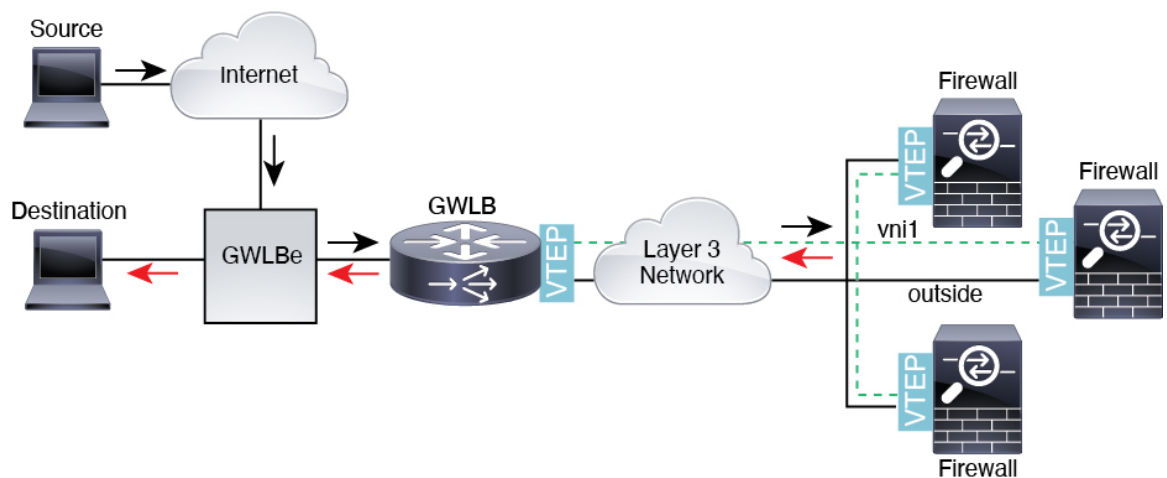 Source
Internet
Firewall
VTEP
Destination
GWLBe
GWLB
VTEP
Layer 3
Network
vni1
outside
Firewall
VTEP
VTEP
Firewall